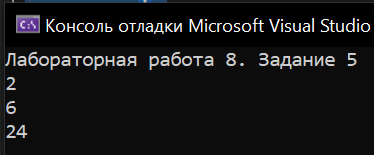 C:\
Консоль отладки Microsoft Visual Studio
Лабораторная работа 8. Задание 5
2
6
24